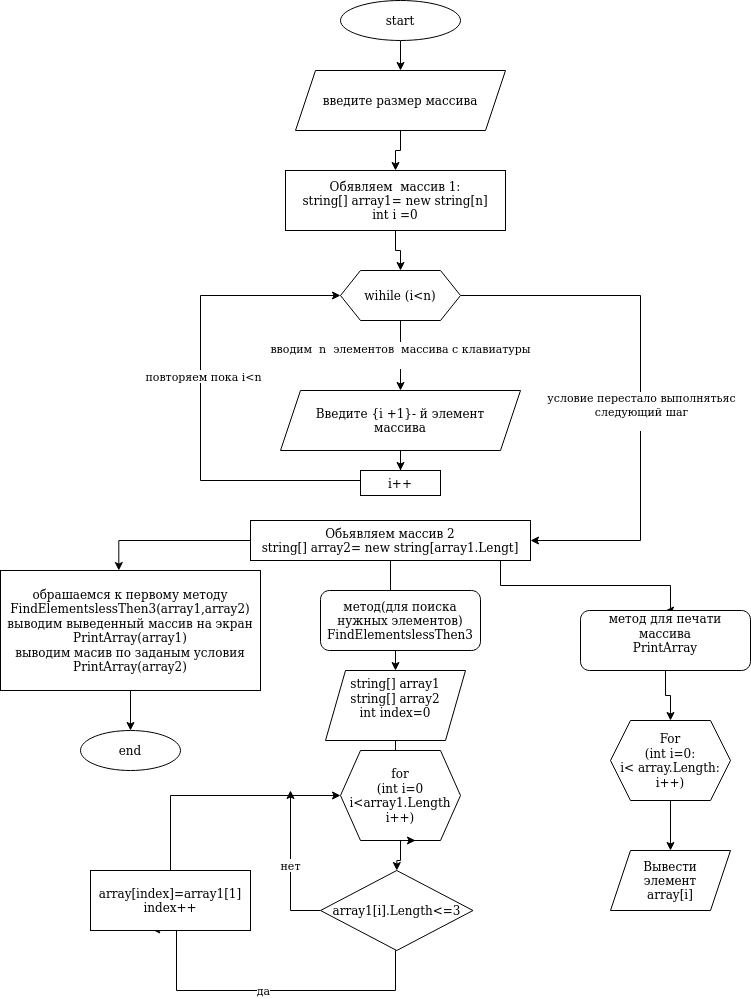 start
введите размер массива
Обявляем массив 1:
string[] array1= new string[n]
int i =0
wihile (i<n)
вводим n элементов массива с клавиатуры
повторяем пока i<n
условие перестало выполнятьяс
следующий шаг
Введите {i +1}- й элемент
массива
i++
Обьявляем массив 2
string[] array2= new string[array1.Lengt]
обрашаемся к первому методу
FindElementslessThen3(array1,array2)
выводим выведенный массив на экран
PrintArray(array1)
выводим масив по заданым условия
PrintArray(array2)
end
метод(для поиска
нужных элементов)
FindElementslessThen3
string[] array1
string[] array2
int index=0
for
(int i=0
i<array1.Length
i++)
нет
array1[i].Length<=3
array[index]=array1[1]
index++
да
метод для печати
массива
PrintArray
For
(int i=0:
i< array.Length:
i++)
Вывести
элемент
array[i]